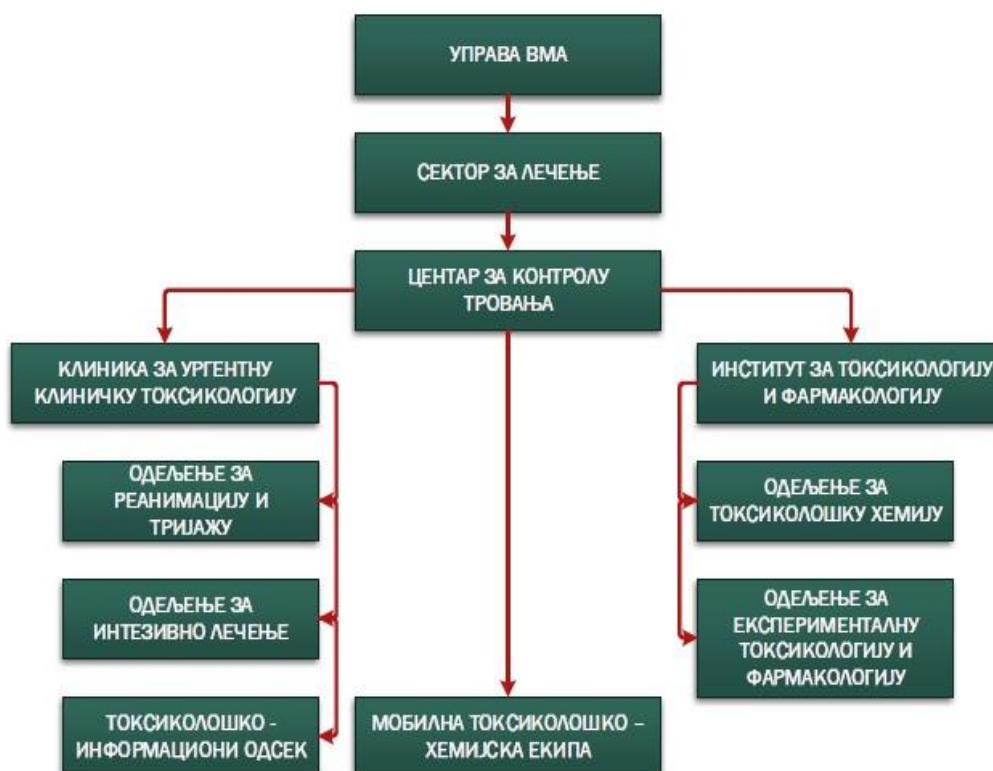 УПРАВА ВМА
СЕКТОР ЗА ЛЕЧЕЊЕ
ЦЕНТАР ЗА КОНТРОЛУ
ТРОВАЊА
КЛИНИКА ЗА УРГЕНТНУ
КЛИНИЧКУ ТОКСИКОЛОГИЈУ
ОДЕЉЕЊЕ ЗА
РЕАНИМАЦИЈУ И
ТРИЈАЖУ
ОДЕЉЕЊЕ ЗА
ИНТЕЗИВНО ЛЕЧЕЊЕ
ТОКСИКОЛОШКО -
ИНФОРМАЦИОНИ ОДСЕК
МОБИЛНА ТОКСИКОЛОШКО –
ХЕМИЈСКА ЕКИПА
ИНСТИТУТ ЗА ТОКСИКОЛОГИЈУ
И ФАРМАКОЛОГИЈУ
ОДЕЉЕЊЕ ЗА
ТОКСИКОЛОШКУ ХЕМИЈУ
ОДЕЉЕЊЕ ЗА
ЕКСПЕРИМЕНТАЛНУ
ТОКСИКОЛОГИЈУ И
ФАРМАКОЛОГИЈУ